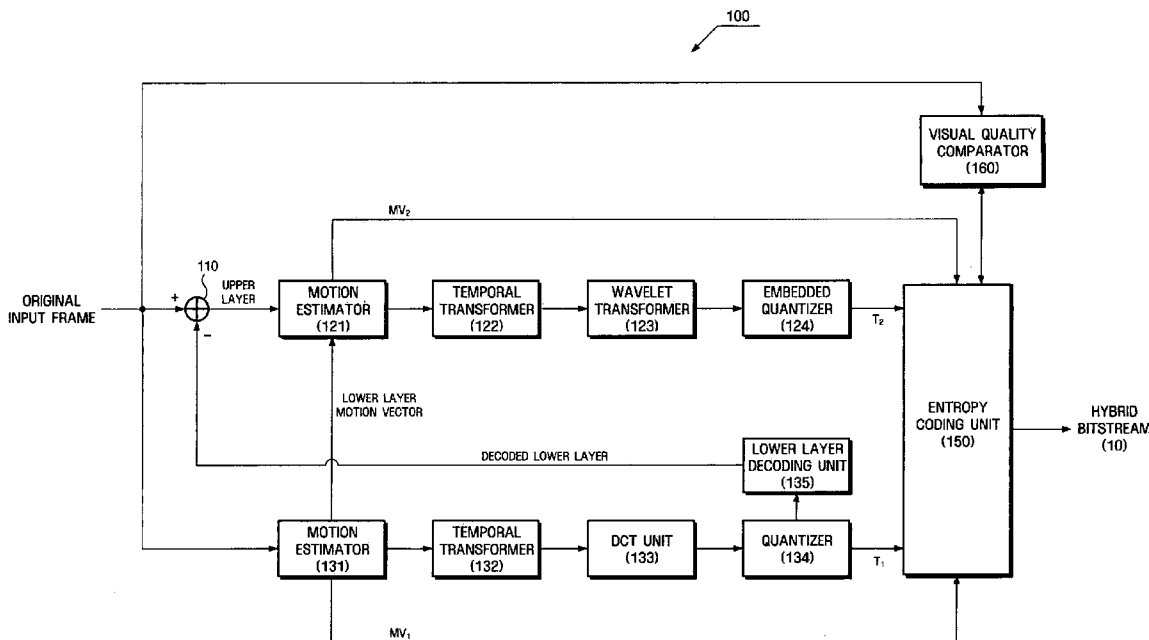 100
VISUAL QUALITY
COMPARATOR
(160)
MV₂
110
UPPER
LAYER
+
−
ORIGINAL
INPUT FRAME
MOTION
ESTIMATOR
(121)
TEMPORAL
TRANSFORMER
(122)
WAVELET
TRANSFORMER
(123)
EMBEDDED
QUANTIZER
(124)
T₂
LOWER LAYER
MOTION VECTOR
ENTROPY
CODING UNIT
(150)
HYBRID
BITSTREAM
(10)
DECODED LOWER LAYER
LOWER LAYER
DECODING UNIT
(135)
MOTION
ESTIMATOR
(131)
TEMPORAL
TRANSFORMER
(132)
DCT UNIT
(133)
QUANTIZER
(134)
T₁
MV₁